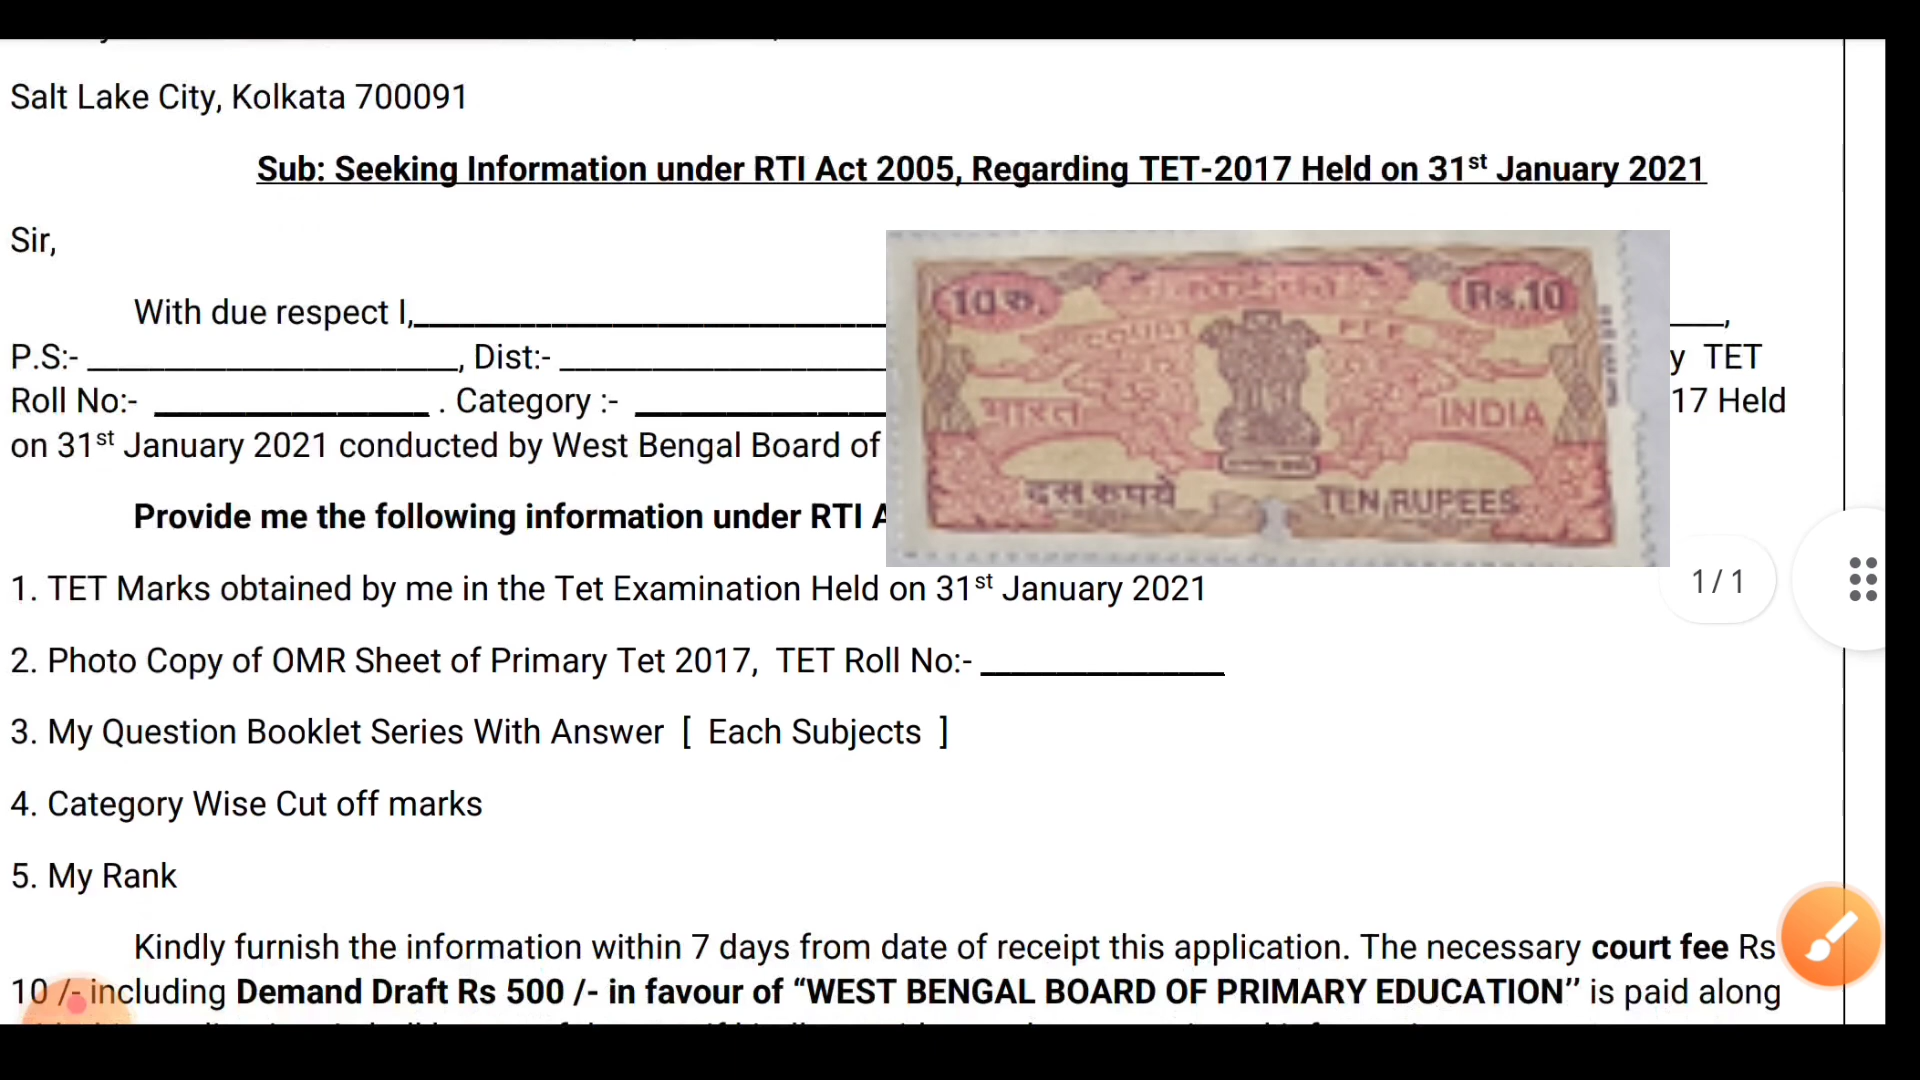 Salt Lake City, Kolkata 700091
Sub: Seeking Information under RTI Act 2005, Regarding TET-2017 Held on 31st January 2021
Sir,
With due respect I,
P.S:- , Dist:- y TET
Roll No:- . Category :- 17 Held
on 31st January 2021 conducted by West Bengal Board of
10 रु. Rs.10
COURT FEE
भारत INDIA
दस रुपये TEN RUPEES
Provide me the following information under RTI
1. TET Marks obtained by me in the Tet Examination Held on 31st January 2021
1 / 1
2. Photo Copy of OMR Sheet of Primary Tet 2017, TET Roll No:-
3. My Question Booklet Series With Answer [ Each Subjects ]
4. Category Wise Cut off marks
5. My Rank
Kindly furnish the information within 7 days from date of receipt this application. The necessary court fee Rs
10 /- including Demand Draft Rs 500 /- in favour of “WEST BENGAL BOARD OF PRIMARY EDUCATION’’ is paid along